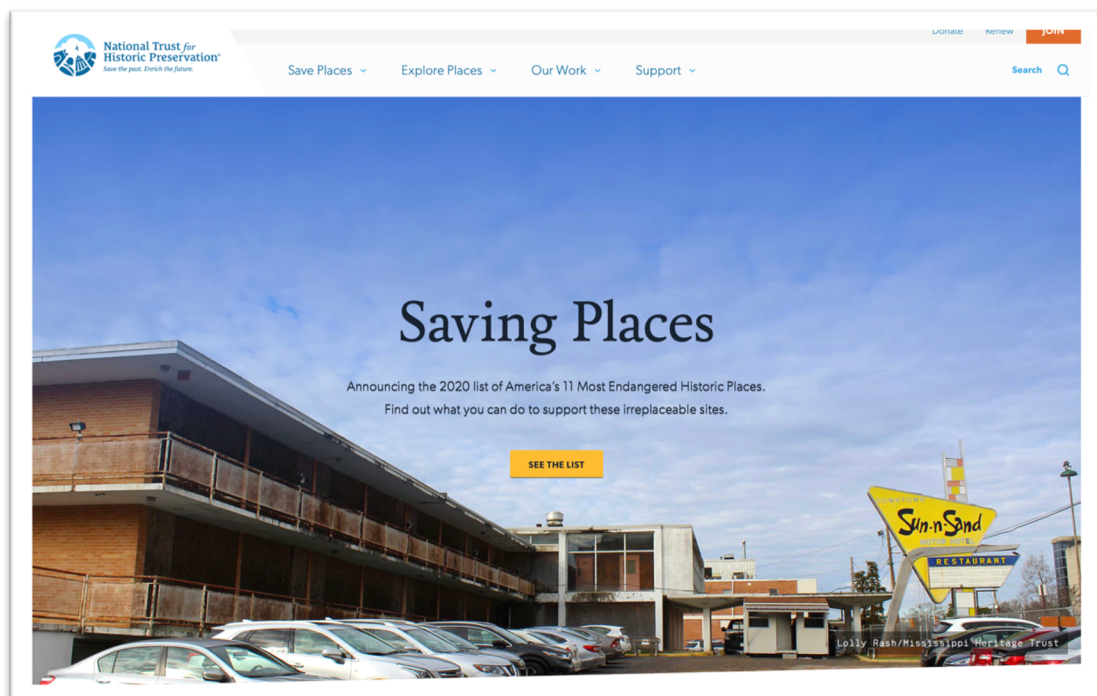 Donate Renew JOIN
National Trust for
Historic Preservation®
Save the past. Enrich the future.
Save Places Explore Places Our Work Support
Search
Saving Places
Announcing the 2020 list of America's 11 Most Endangered Historic Places.
Find out what you can do to support these irreplaceable sites.
SEE THE LIST
DOWNTOWN
Sun-n-Sand
MOTOR HOTEL
RESTAURANT
Lolly Rash/Mississippi Heritage Trust